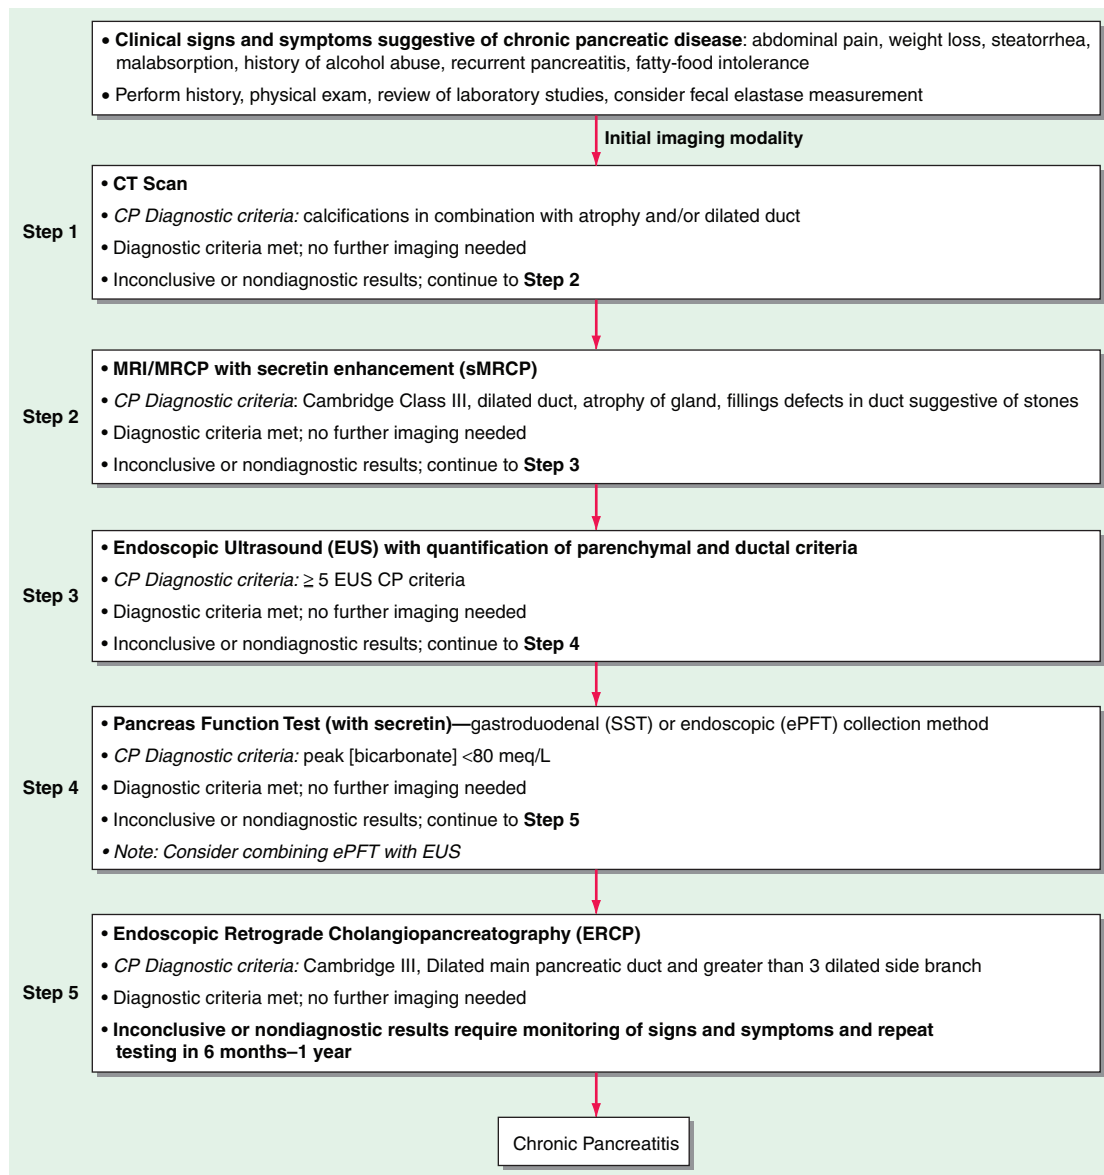 • Clinical signs and symptoms suggestive of chronic pancreatic disease: abdominal pain, weight loss, steatorrhea,
malabsorption, history of alcohol abuse, recurrent pancreatitis, fatty-food intolerance
• Perform history, physical exam, review of laboratory studies, consider fecal elastase measurement
Initial imaging modality
Step 1
• CT Scan
• CP Diagnostic criteria: calcifications in combination with atrophy and/or dilated duct
• Diagnostic criteria met; no further imaging needed
• Inconclusive or nondiagnostic results; continue to Step 2
Step 2
• MRI/MRCP with secretin enhancement (sMRCP)
• CP Diagnostic criteria: Cambridge Class III, dilated duct, atrophy of gland, fillings defects in duct suggestive of stones
• Diagnostic criteria met; no further imaging needed
• Inconclusive or nondiagnostic results; continue to Step 3
Step 3
• Endoscopic Ultrasound (EUS) with quantification of parenchymal and ductal criteria
• CP Diagnostic criteria: ≥ 5 EUS CP criteria
• Diagnostic criteria met; no further imaging needed
• Inconclusive or nondiagnostic results; continue to Step 4
Step 4
• Pancreas Function Test (with secretin)—gastroduodenal (SST) or endoscopic (ePFT) collection method
• CP Diagnostic criteria: peak [bicarbonate] <80 meq/L
• Diagnostic criteria met; no further imaging needed
• Inconclusive or nondiagnostic results; continue to Step 5
• Note: Consider combining ePFT with EUS
Step 5
• Endoscopic Retrograde Cholangiopancreatography (ERCP)
• CP Diagnostic criteria: Cambridge III, Dilated main pancreatic duct and greater than 3 dilated side branch
• Diagnostic criteria met; no further imaging needed
• Inconclusive or nondiagnostic results require monitoring of signs and symptoms and repeat
testing in 6 months–1 year
Chronic Pancreatitis